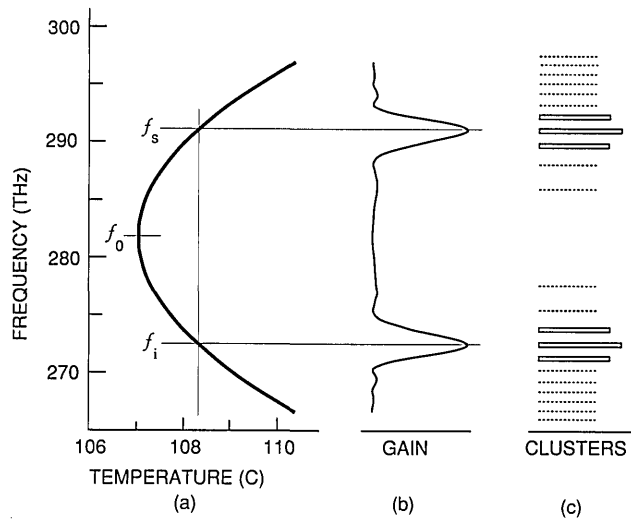 300
290
280
270
FREQUENCY (THz)
f_s
f_0
f_i
106
108
110
TEMPERATURE (C)
GAIN
CLUSTERS
(a)
(b)
(c)